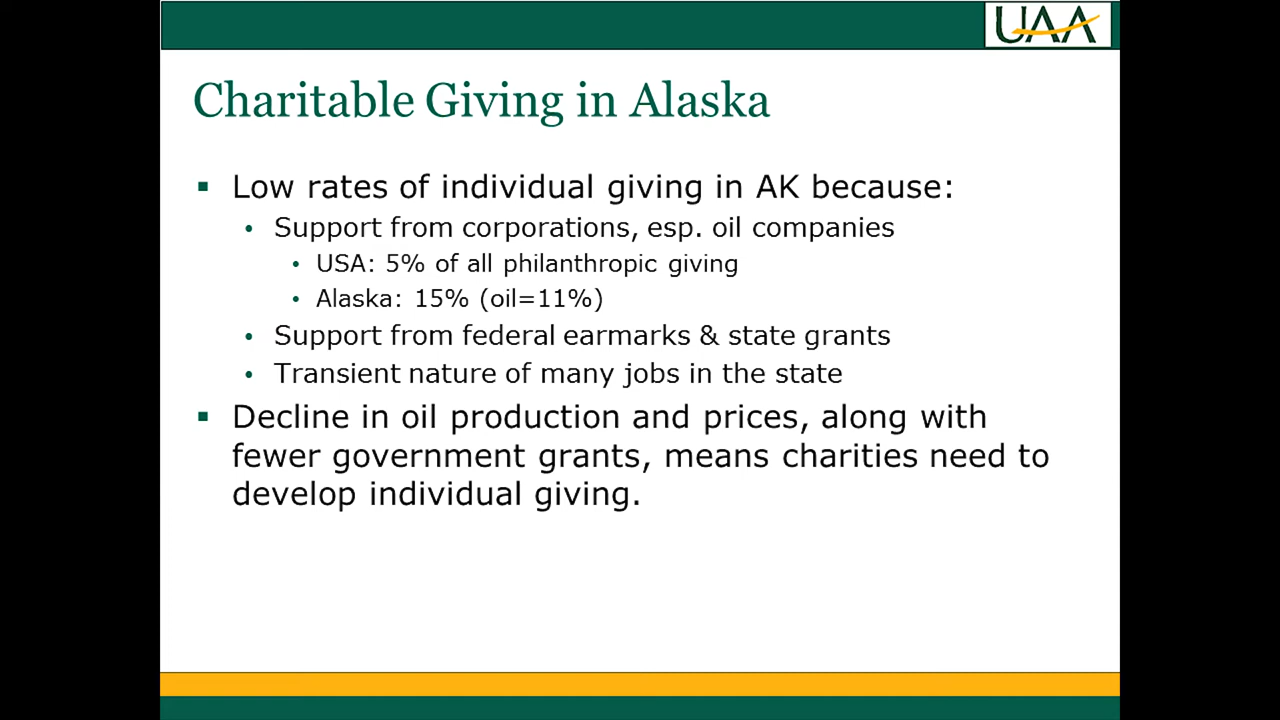 UAA
Charitable Giving in Alaska
▪ Low rates of individual giving in AK because:
• Support from corporations, esp. oil companies
• USA: 5% of all philanthropic giving
• Alaska: 15% (oil=11%)
• Support from federal earmarks & state grants
• Transient nature of many jobs in the state
▪ Decline in oil production and prices, along with
fewer government grants, means charities need to
develop individual giving.